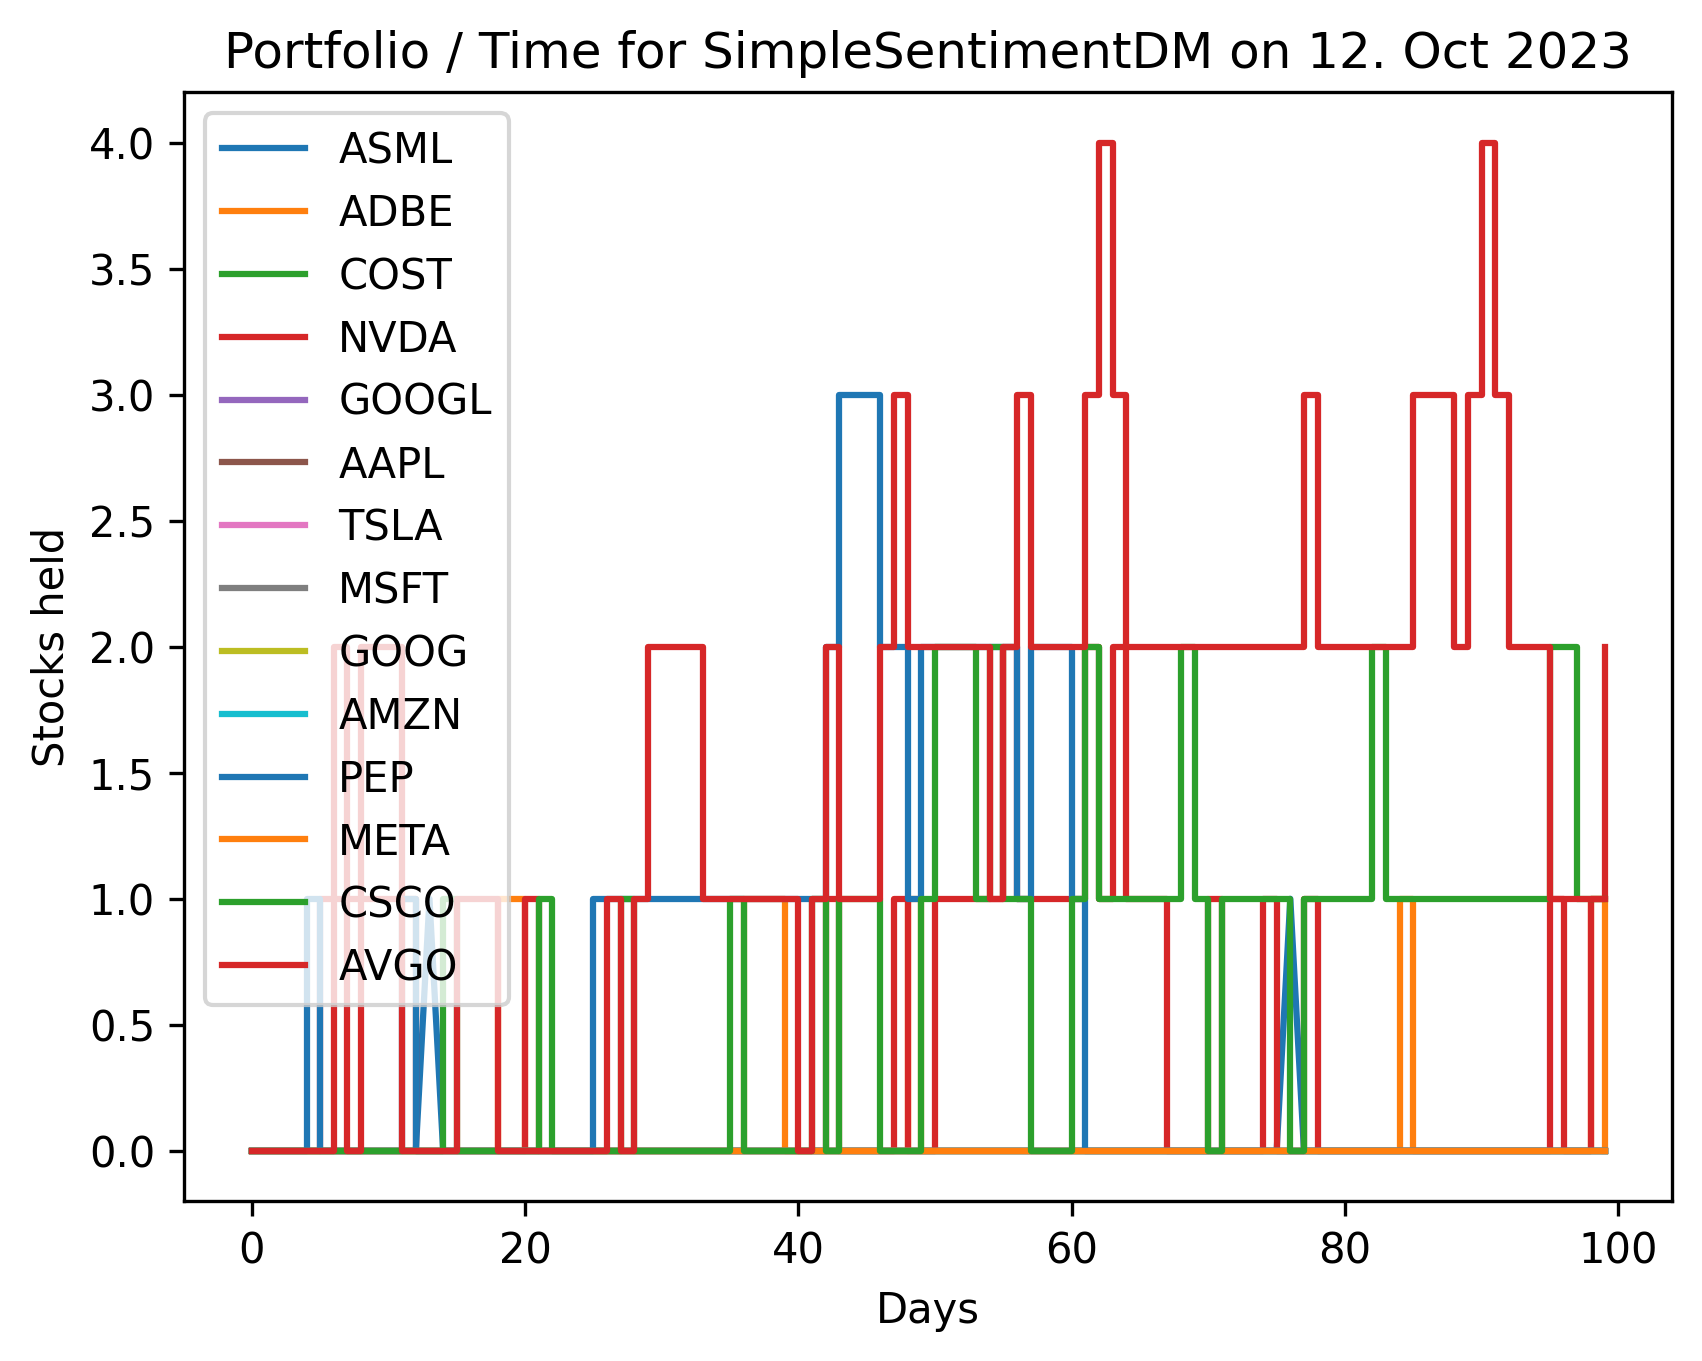 Portfolio / Time for SimpleSentimentDM on 12. Oct 2023
4.0
3.5
3.0
2.5
2.0
1.5
1.0
0.5
0.0
Stocks held
ASML
ADBE
COST
NVDA
GOOGL
AAPL
TSLA
MSFT
GOOG
AMZN
PEP
META
CSCO
AVGO
0 20 40 60 80 100
Days